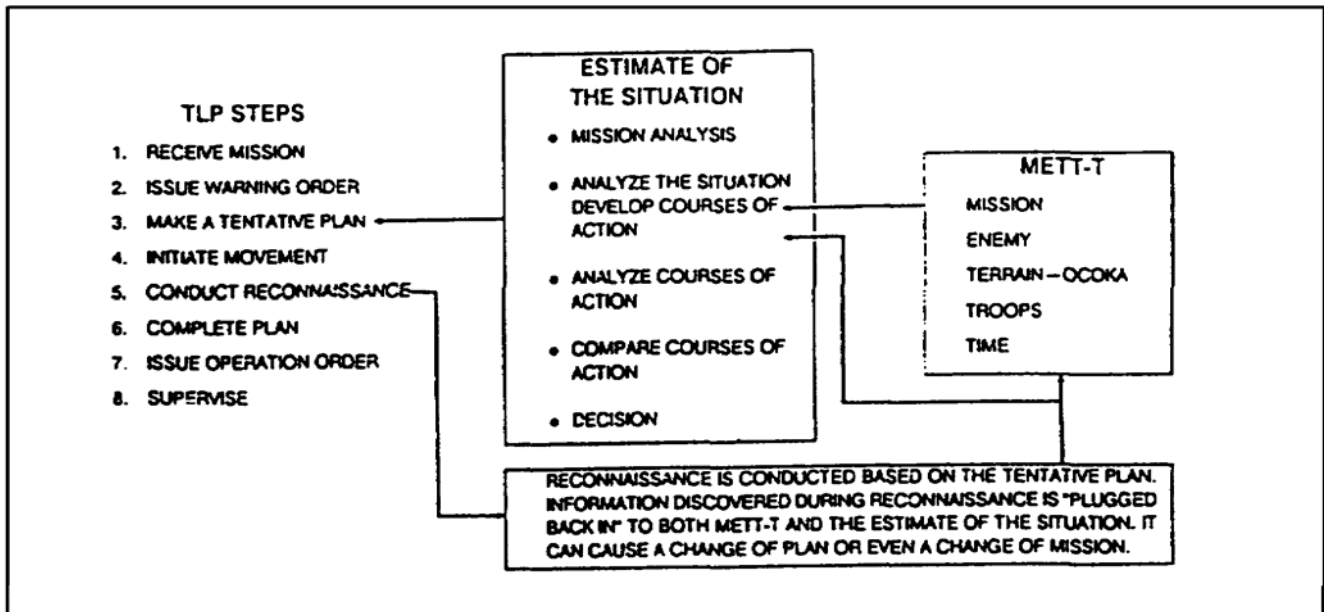 TLP STEPS
1. RECEIVE MISSION
2. ISSUE WARNING ORDER
3. MAKE A TENTATIVE PLAN
4. INITIATE MOVEMENT
5. CONDUCT RECONNAISSANCE
6. COMPLETE PLAN
7. ISSUE OPERATION ORDER
8. SUPERVISE
ESTIMATE OF
THE SITUATION
• MISSION ANALYSIS
• ANALYZE THE SITUATION
DEVELOP COURSES OF
ACTION
• ANALYZE COURSES OF
ACTION
• COMPARE COURSES OF
ACTION
• DECISION
METT-T
MISSION
ENEMY
TERRAIN—OCOKA
TROOPS
TIME
RECONNAISSANCE IS CONDUCTED BASED ON THE TENTATIVE PLAN.
INFORMATION DISCOVERED DURING RECONNAISSANCE IS "PLUGGED
BACK IN" TO BOTH METT-T AND THE ESTIMATE OF THE SITUATION. IT
CAN CAUSE A CHANGE OF PLAN OR EVEN A CHANGE OF MISSION.